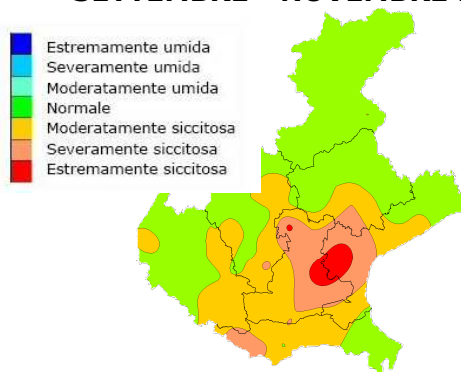 Estremamente umida
Severamente umida
Moderatamente umida
Normale
Moderatamente siccitosa
Severamente siccitosa
Estremamente siccitosa